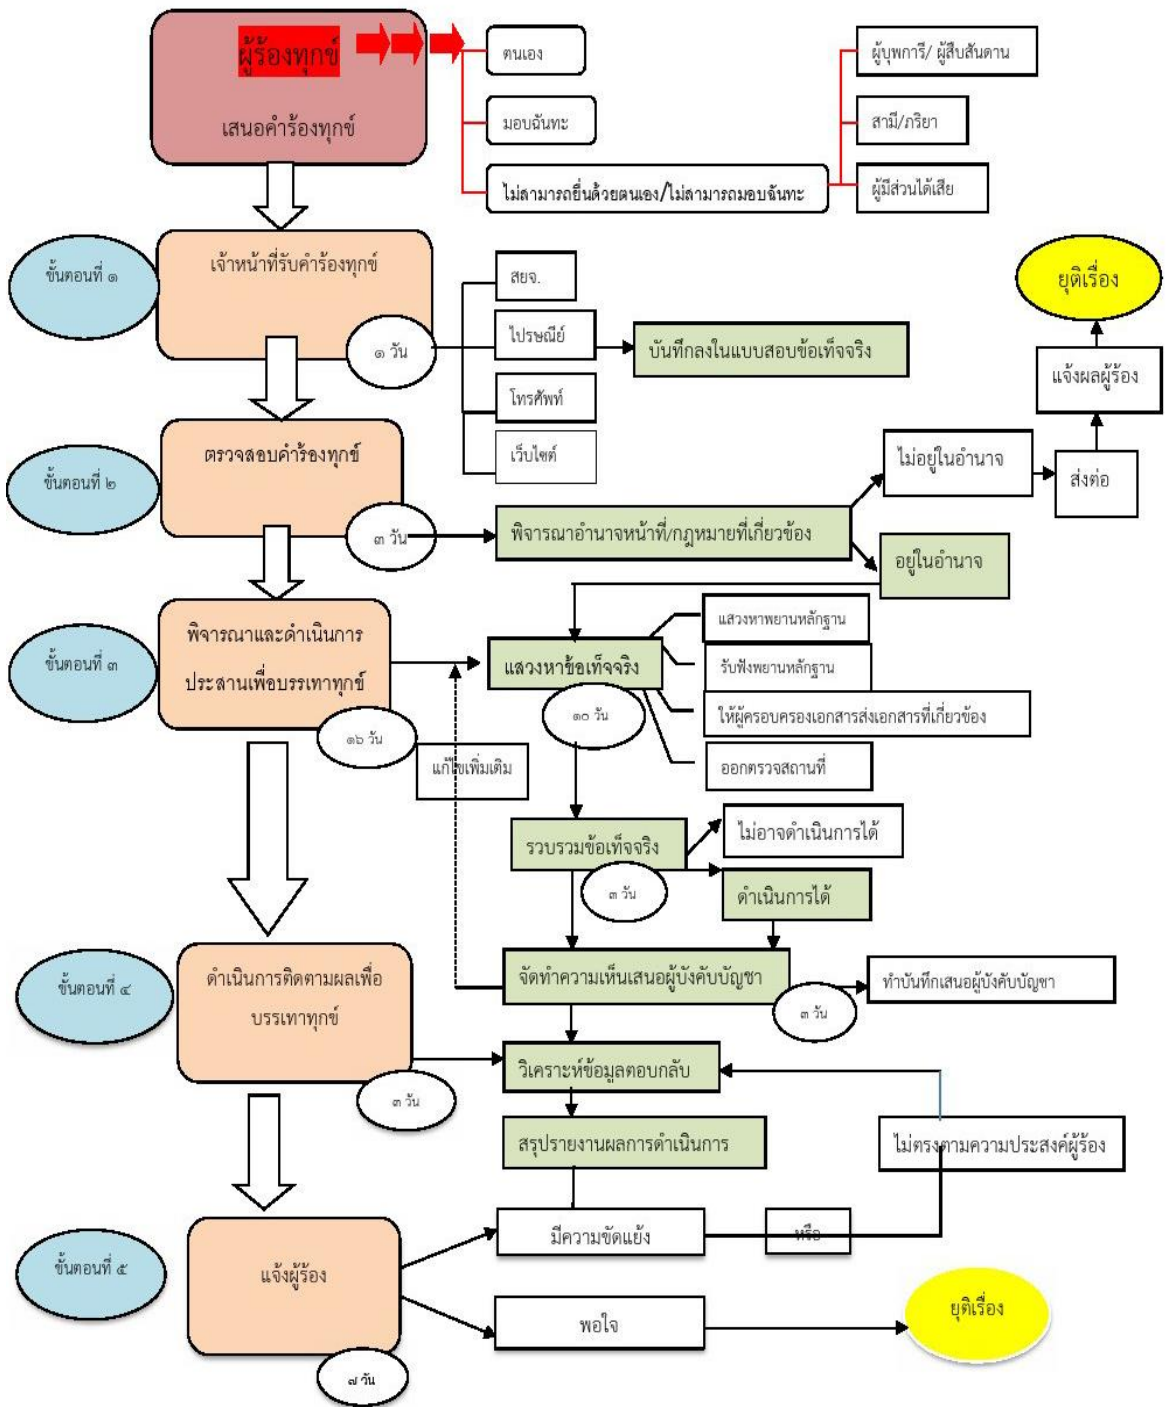 ผู้ร้องทุกข์
เสนอคำร้องทุกข์
ตนเอง
มอบฉันทะ
ไม่สามารถยื่นด้วยตนเอง/ไม่สามารถมอบฉันทะ
ผู้บุพการี/ ผู้สืบสันดาน
สามี/ภริยา
ผู้มีส่วนได้เสีย
ขั้นตอนที่ ๑
เจ้าหน้าที่รับคำร้องทุกข์
๑ วัน
สยจ.
ไปรษณีย์
โทรศัพท์
เว็บไซต์
บันทึกลงในแบบสอบข้อเท็จจริง
ยุติเรื่อง
แจ้งผลผู้ร้อง
ส่งต่อ
ขั้นตอนที่ ๒
ตรวจสอบคำร้องทุกข์
๓ วัน
พิจารณาอำนาจหน้าที่/กฎหมายที่เกี่ยวข้อง
ไม่อยู่ในอำนาจ
อยู่ในอำนาจ
ขั้นตอนที่ ๓
พิจารณาและดำเนินการ
ประสานเพื่อบรรเทาทุกข์
๑๖ วัน
แสวงหาข้อเท็จจริง
๑๐ วัน
แสวงหาพยานหลักฐาน
รับฟังพยานหลักฐาน
ให้ผู้ครอบครองเอกสารส่งเอกสารที่เกี่ยวข้อง
ออกตรวจสถานที่
แก้ไขเพิ่มเติม
รวบรวมข้อเท็จจริง
๓ วัน
ไม่อาจดำเนินการได้
ดำเนินการได้
จัดทำความเห็นเสนอผู้บังคับบัญชา
๓ วัน
ทำบันทึกเสนอผู้บังคับบัญชา
ขั้นตอนที่ ๔
ดำเนินการติดตามผลเพื่อ
บรรเทาทุกข์
๓ วัน
วิเคราะห์ข้อมูลตอบกลับ
สรุปรายงานผลการดำเนินการ
ไม่ตรงตามความประสงค์ผู้ร้อง
ขั้นตอนที่ ๕
แจ้งผู้ร้อง
๗ วัน
มีความขัดแย้ง
หรือ
พอใจ
ยุติเรื่อง